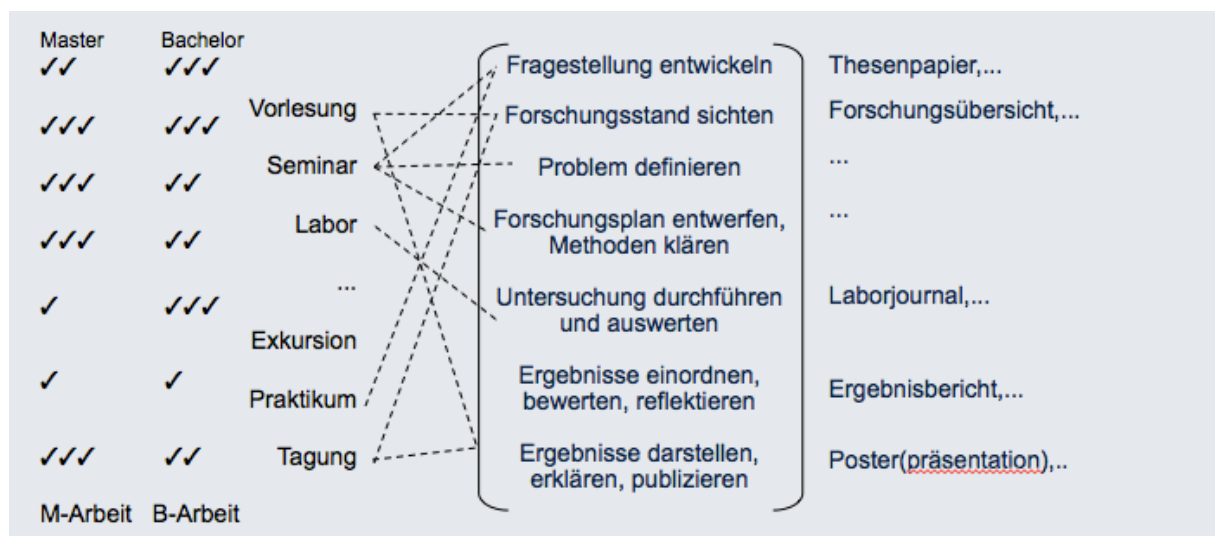 Master Bachelor
✓✓ ✓✓✓ Fragestellung entwickeln Thesenpapier,...
Vorlesung Forschungsübersicht,...
✓✓✓ ✓✓✓ Forschungsstand sichten
Seminar Problem definieren ...
✓✓✓ ✓✓
Labor Forschungsplan entwerfen, ...
✓✓✓ ✓✓ Methoden klären
...
✓ ✓✓✓ Untersuchung durchführen Laborjournal,...
und auswerten
Exkursion
✓ ✓ Ergebnisse einordnen, Ergebnisbericht,...
Praktikum bewerten, reflektieren
✓✓✓ ✓✓ Tagung Ergebnisse darstellen, Poster(präsentation),..
erklären, publizieren
M-Arbeit B-Arbeit